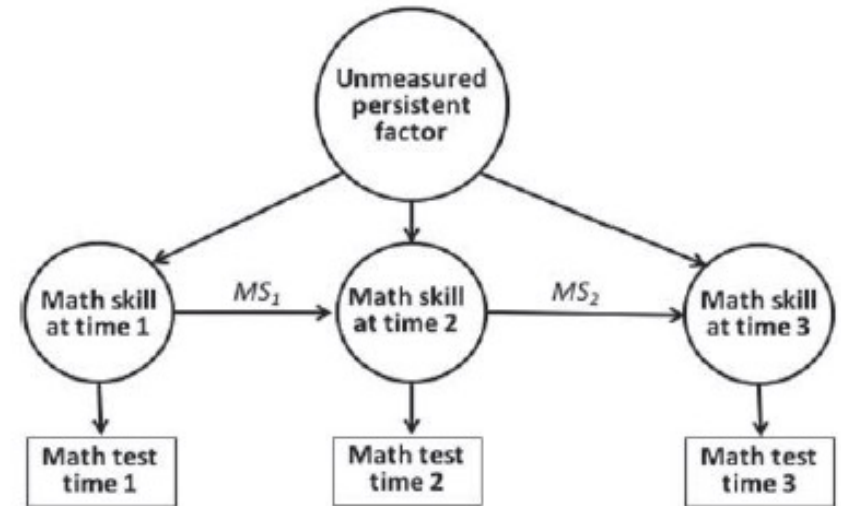 Unmeasured
persistent
factor
MS₁
MS₂
Math skill
at time 1
Math skill
at time 2
Math skill
at time 3
Math test
time 1
Math test
time 2
Math test
time 3